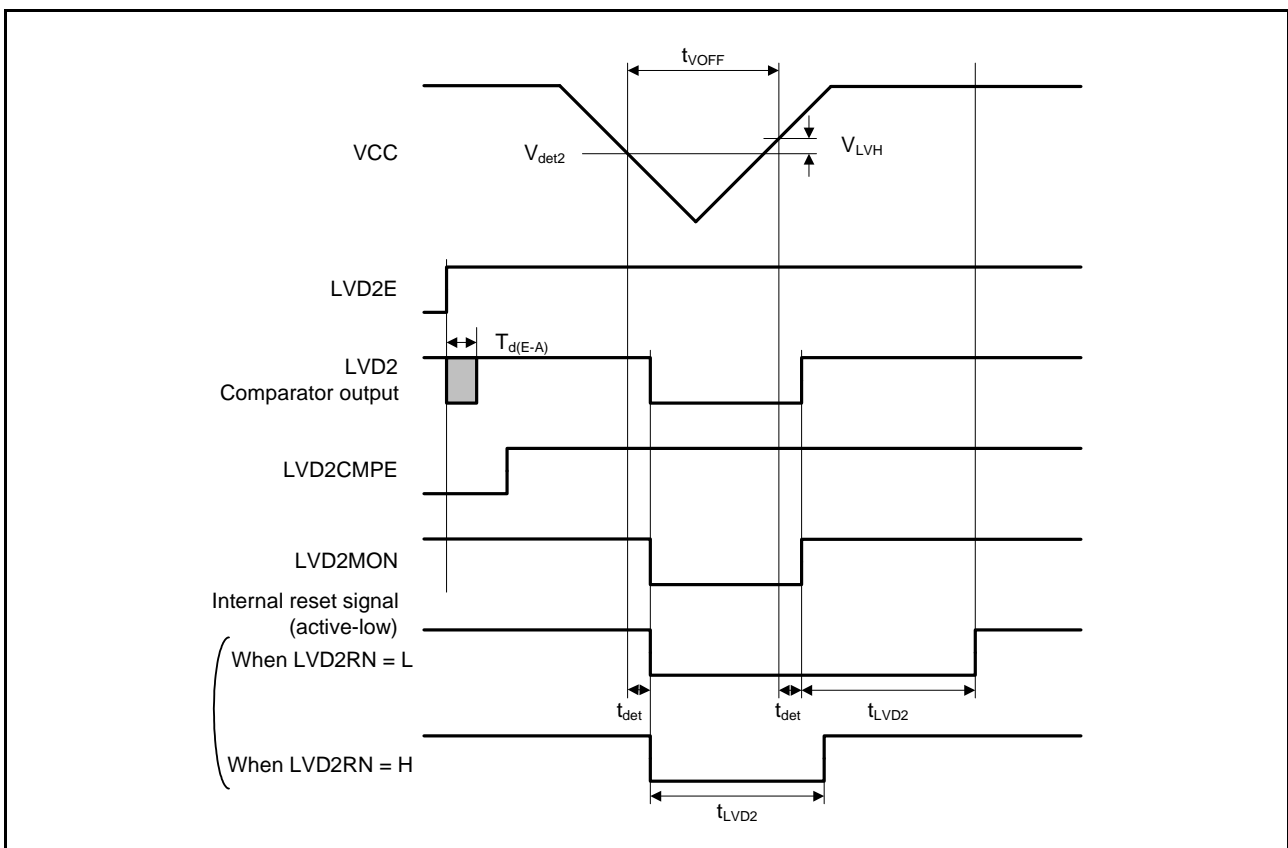 tVOFF
VCC
Vdet2
VLVH
LVD2E
Td(E-A)
LVD2
Comparator output
LVD2CMPE
LVD2MON
Internal reset signal
(active-low)
When LVD2RN = L
tdet
tdet
tLVD2
When LVD2RN = H
tLVD2